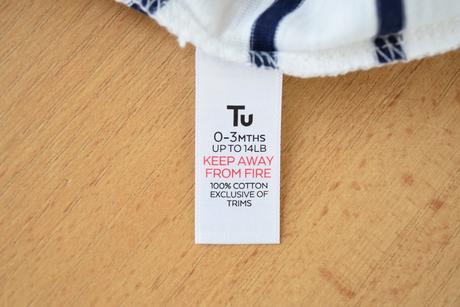 Tu
0-3MTHS
UP TO 14LB
KEEP AWAY
FROM FIRE
100% COTTON
EXCLUSIVE OF
TRIMS